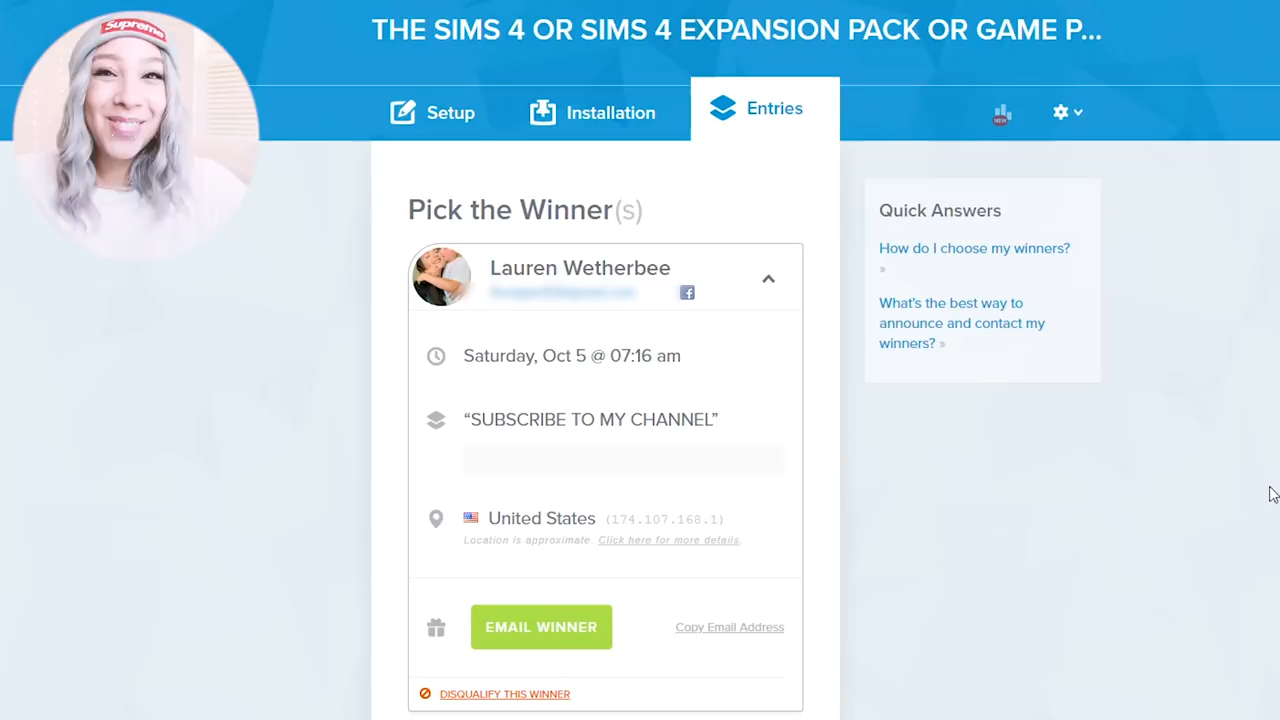 Supreme
THE SIMS 4 OR SIMS 4 EXPANSION PACK OR GAME P...
Setup
Installation
Entries
NEW
Pick the Winner(s)
Lauren Wetherbee
f
Saturday, Oct 5 @ 07:16 am
“SUBSCRIBE TO MY CHANNEL”
United States (174.107.168.1)
Location is approximate. Click here for more details.
EMAIL WINNER
Copy Email Address
DISQUALIFY THIS WINNER
Quick Answers
How do I choose my winners?
»
What's the best way to
announce and contact my
winners? »